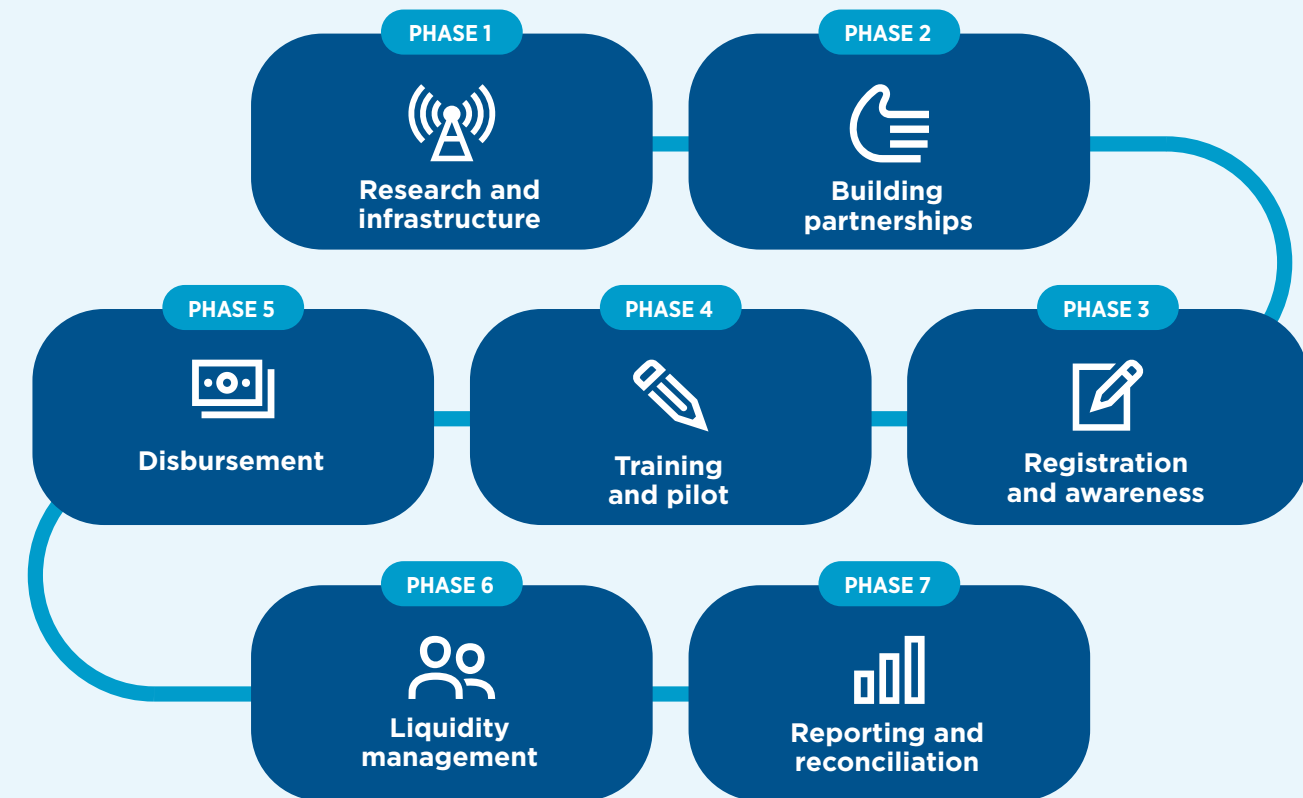 PHASE 1
Research and
infrastructure
PHASE 2
Building
partnerships
PHASE 3
Registration
and awareness
PHASE 4
Training
and pilot
PHASE 5
Disbursement
PHASE 6
Liquidity
management
PHASE 7
Reporting and
reconciliation